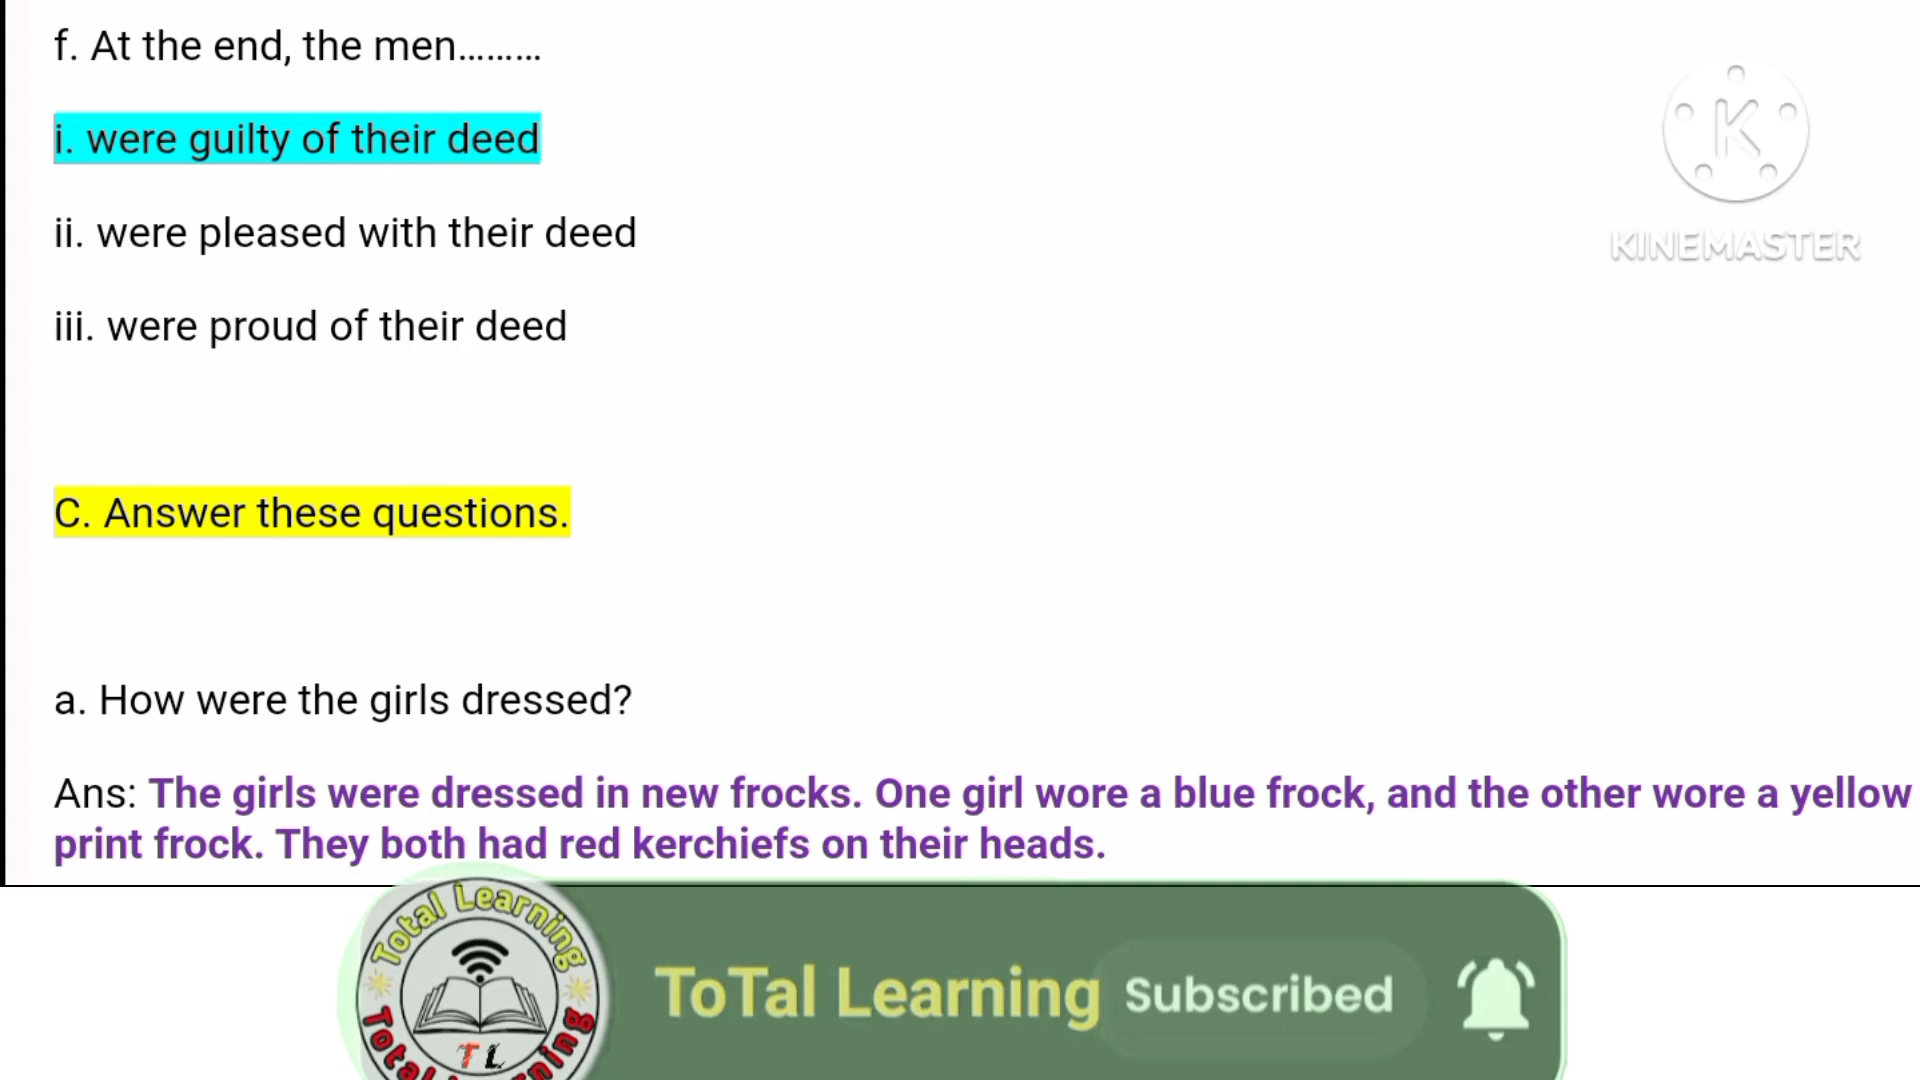 f. At the end, the men.........
i. were guilty of their deed
K
ii. were pleased with their deed
KINEMASTER
iii. were proud of their deed
C. Answer these questions.
a. How were the girls dressed?
Ans: The girls were dressed in new frocks. One girl wore a blue frock, and the other wore a yellow
print frock. They both had red kerchiefs on their heads.
Total Learning
ToTal Learning Subscribed
TL
Total Learning